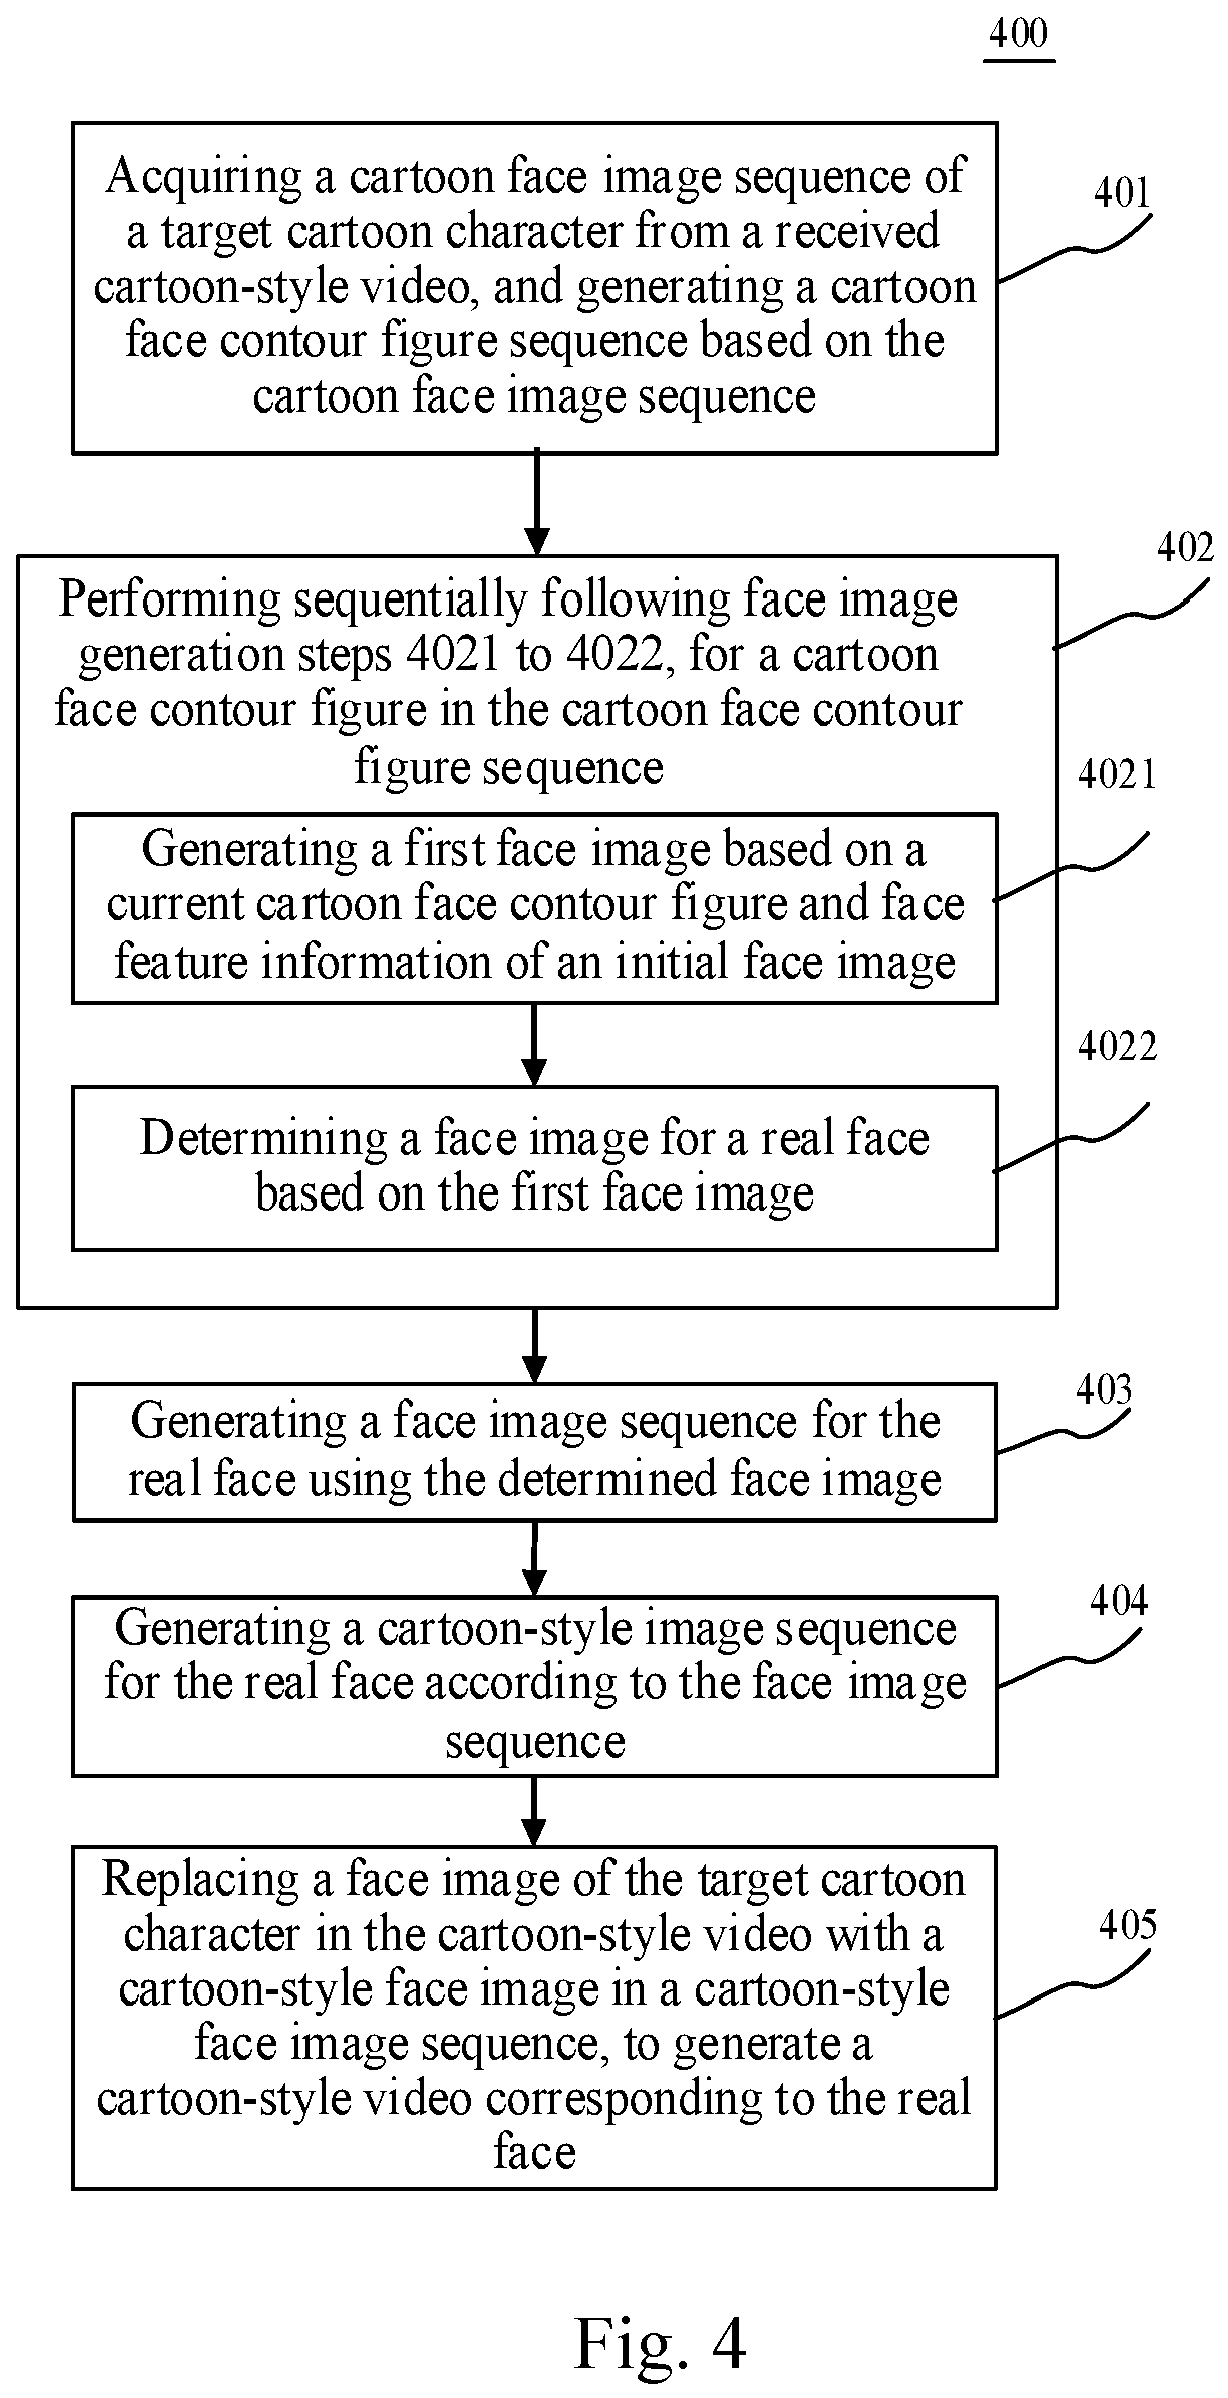 400
Acquiring a cartoon face image sequence of
a target cartoon character from a received
cartoon-style video, and generating a cartoon
face contour figure sequence based on the
cartoon face image sequence
401
402
Performing sequentially following face image
generation steps 4021 to 4022, for a cartoon
face contour figure in the cartoon face contour
figure sequence
4021
Generating a first face image based on a
current cartoon face contour figure and face
feature information of an initial face image
4022
Determining a face image for a real face
based on the first face image
403
Generating a face image sequence for the
real face using the determined face image
404
Generating a cartoon-style image sequence
for the real face according to the face image
sequence
Replacing a face image of the target cartoon
character in the cartoon-style video with a
cartoon-style face image in a cartoon-style
face image sequence, to generate a
cartoon-style video corresponding to the real
face
405
Fig. 4